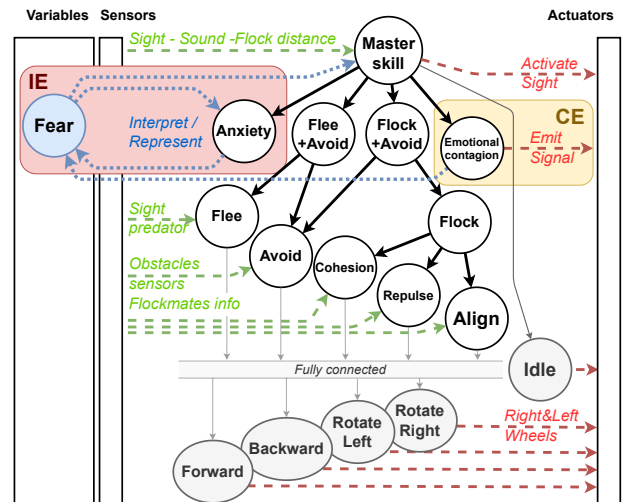 Variables
Sensors
Actuators
Sight - Sound -Flock distance
Master
skill
Activate
Sight
IE
CE
Fear
Interpret /
Represent
Anxiety
Flee
+Avoid
Flock
+Avoid
Emotional
contagion
Emit
Signal
Sight
predator
Flee
Flock
Obstacles
sensors
Flockmates info
Avoid
Cohesion
Repulse
Align
Fully connected
Idle
Forward
Backward
Rotate
Left
Rotate
Right
Right&Left
Wheels